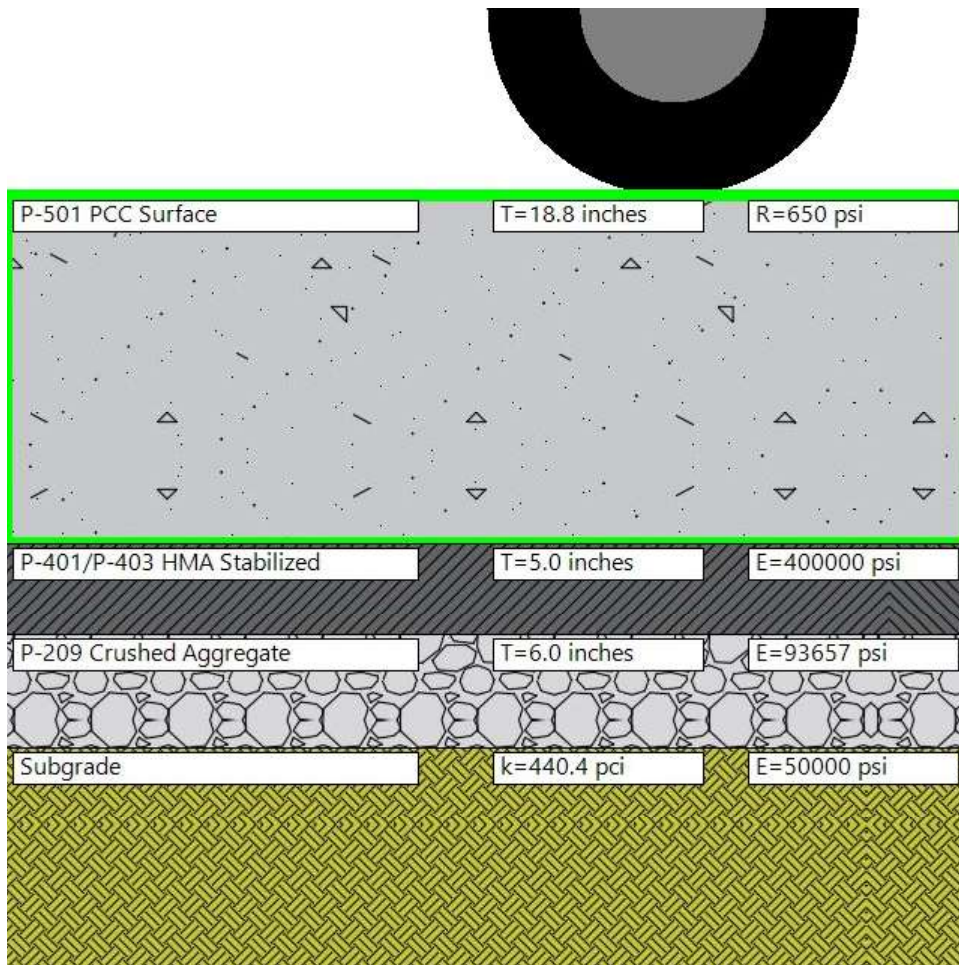 P-501 PCC Surface T=18.8 inches R=650 psi
P-401/P-403 HMA Stabilized T=5.0 inches E=400000 psi
P-209 Crushed Aggregate T=6.0 inches E=93657 psi
Subgrade k=440.4 pci E=50000 psi